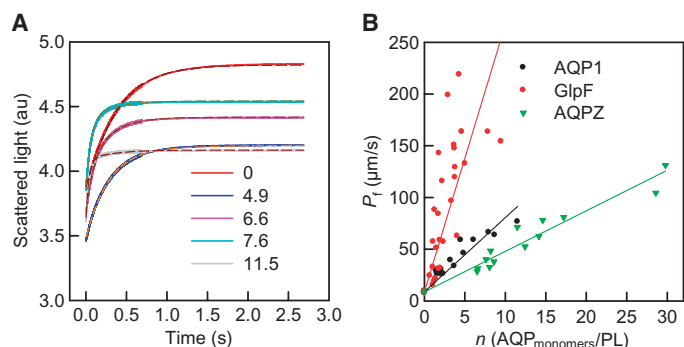 A
5.0
4.5
4.0
3.5
3.0
Scattered light (au)
0
4.9
6.6
7.6
11.5
0.0 0.5 1.0 1.5 2.0 2.5 3.0
Time (s)
B
250
200
150
100
50
0
Pf (μm/s)
AQP1
GlpF
AQPZ
0 5 10 15 20 25 30
n (AQPmonomers/PL)